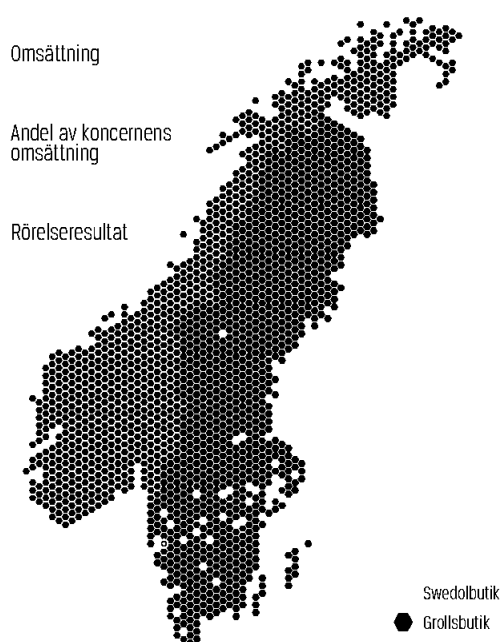 Omsättning
Andel av koncernens
omsättning
Rörelseresultat
Swedolbutik
Grollsbutik